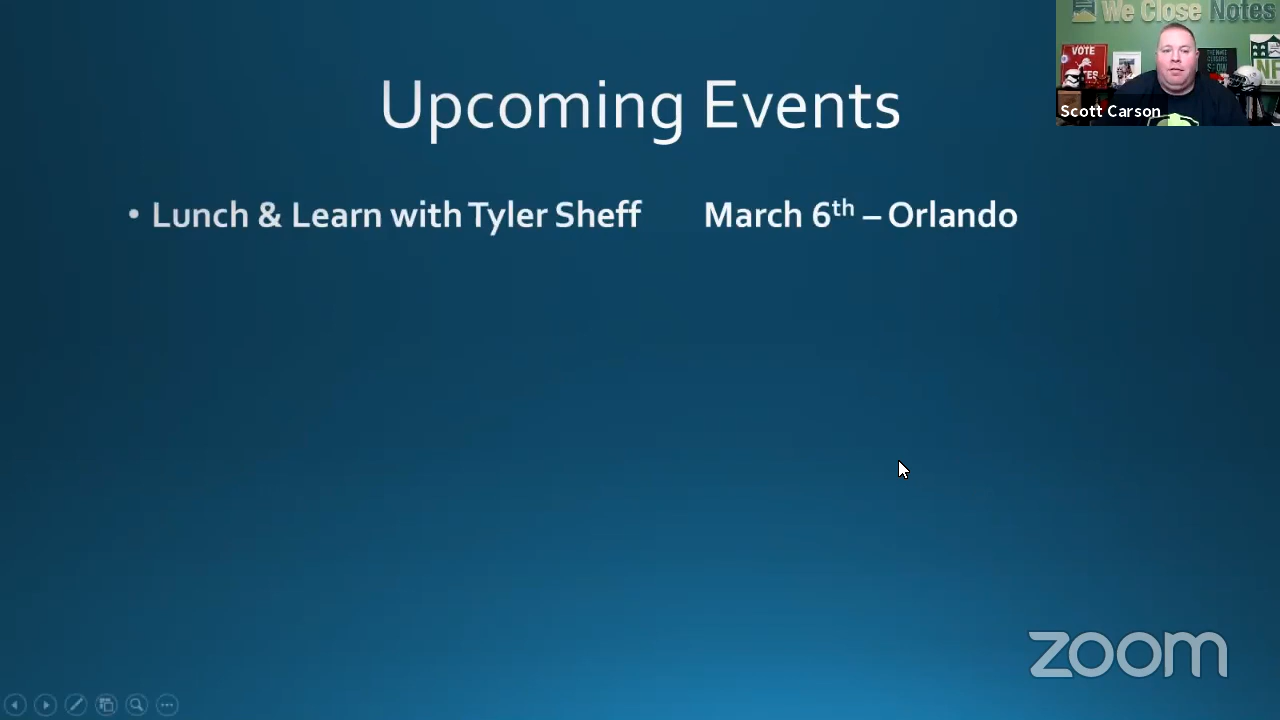 We Close Notes
VOTE
Scott Carson
Upcoming Events
• Lunch & Learn with Tyler Sheff March 6th – Orlando
zoom